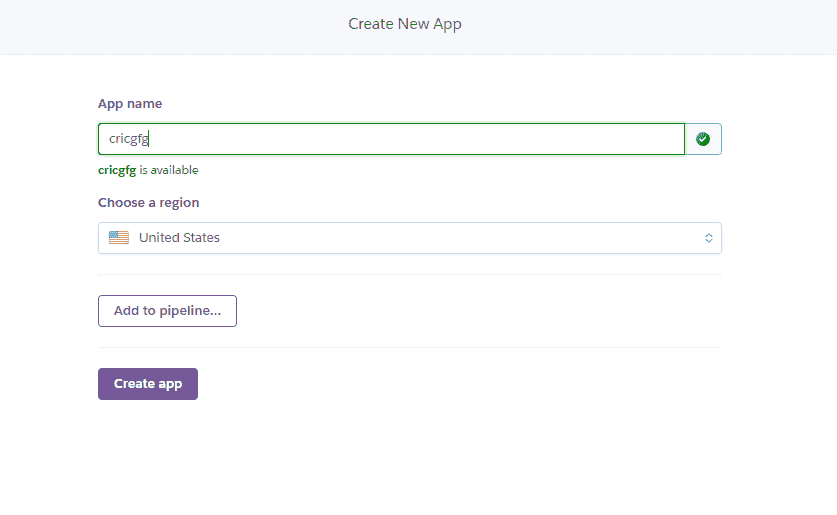 Create New App
App name
cricgfg
cricgfg is available
Choose a region
United States
Add to pipeline...
Create app